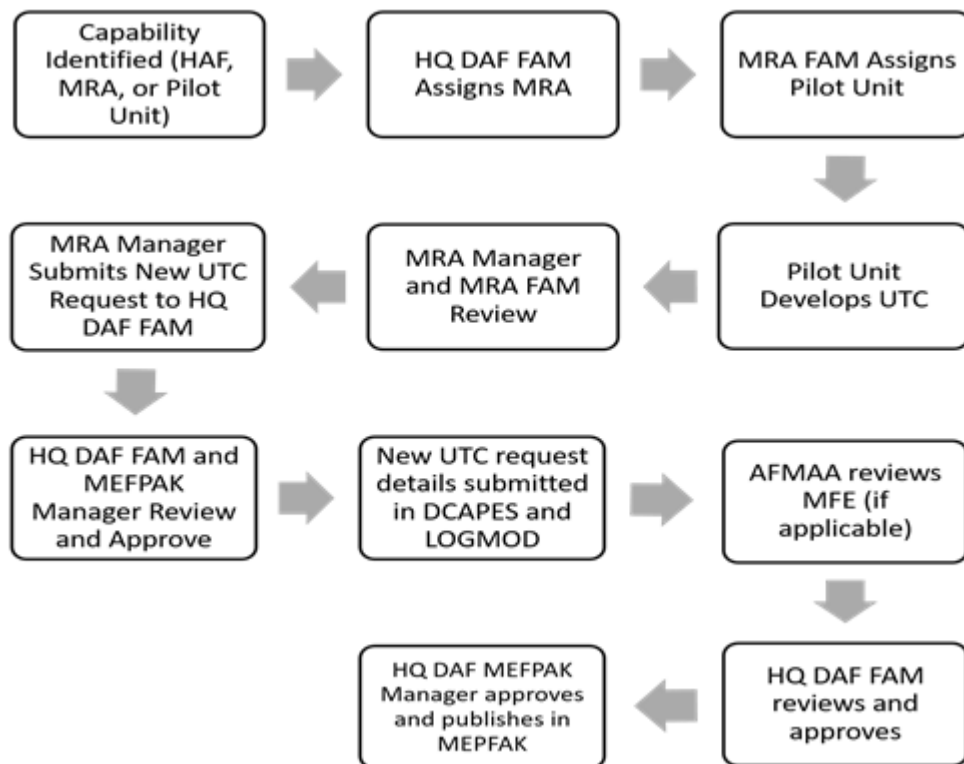 Capability
Identified (HAF,
MRA, or Pilot
Unit)
HQ DAF FAM
Assigns MRA
MRA FAM Assigns
Pilot Unit
Pilot Unit
Develops UTC
MRA Manager
and MRA FAM
Review
MRA Manager
Submits New UTC
Request to HQ
DAF FAM
HQ DAF FAM and
MEFPAK
Manager Review
and Approve
New UTC request
details submitted
in DCAPES and
LOGMOD
AFMAA reviews
MFE (if
applicable)
HQ DAF FAM
reviews and
approves
HQ DAF MEFPAK
Manager approves
and publishes in
MEPFAK